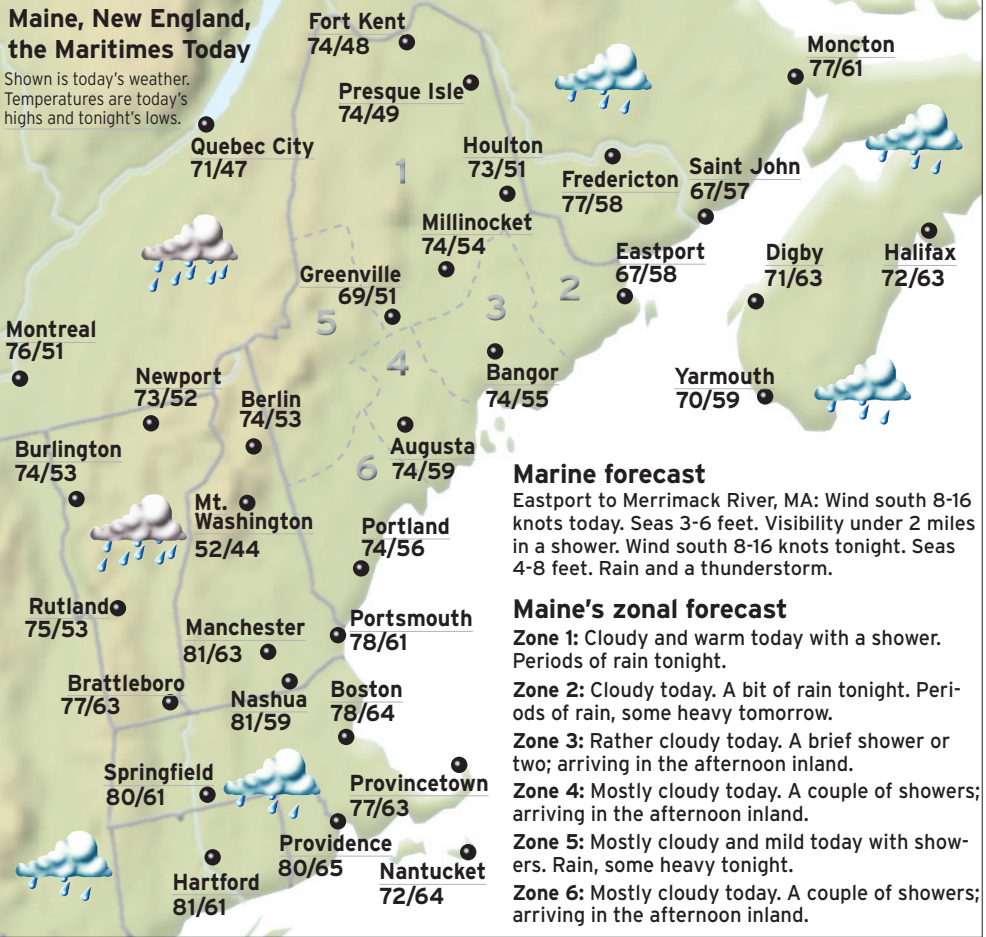 Maine, New England,
the Maritimes Today
Shown is today's weather.
Temperatures are today's
highs and tonight's lows.
Fort Kent
74/48
Presque Isle
74/49
Moncton
77/61
Quebec City
71/47
Houlton
73/51
Fredericton
77/58
Saint John
67/57
1
Millinocket
74/54
Eastport
67/58
Digby
71/63
Halifax
72/63
Greenville
69/51
2
3
5
4
Montreal
76/51
Newport
73/52
Berlin
74/53
Bangor
74/55
Yarmouth
70/59
Burlington
74/53
Augusta
74/59
6
Mt.
Washington
52/44
Portland
74/56
Rutland
75/53
Manchester
81/63
Portsmouth
78/61
Brattleboro
77/63
Nashua
81/59
Boston
78/64
Springfield
80/61
Provincetown
77/63
Providence
80/65
Nantucket
72/64
Hartford
81/61
Marine forecast
Eastport to Merrimack River, MA: Wind south 8-16
knots today. Seas 3-6 feet. Visibility under 2 miles
in a shower. Wind south 8-16 knots tonight. Seas
4-8 feet. Rain and a thunderstorm.
Maine's zonal forecast
Zone 1: Cloudy and warm today with a shower.
Periods of rain tonight.
Zone 2: Cloudy today. A bit of rain tonight. Peri-
ods of rain, some heavy tomorrow.
Zone 3: Rather cloudy today. A brief shower or
two; arriving in the afternoon inland.
Zone 4: Mostly cloudy today. A couple of showers;
arriving in the afternoon inland.
Zone 5: Mostly cloudy and mild today with show-
ers. Rain, some heavy tonight.
Zone 6: Mostly cloudy today. A couple of showers;
arriving in the afternoon inland.